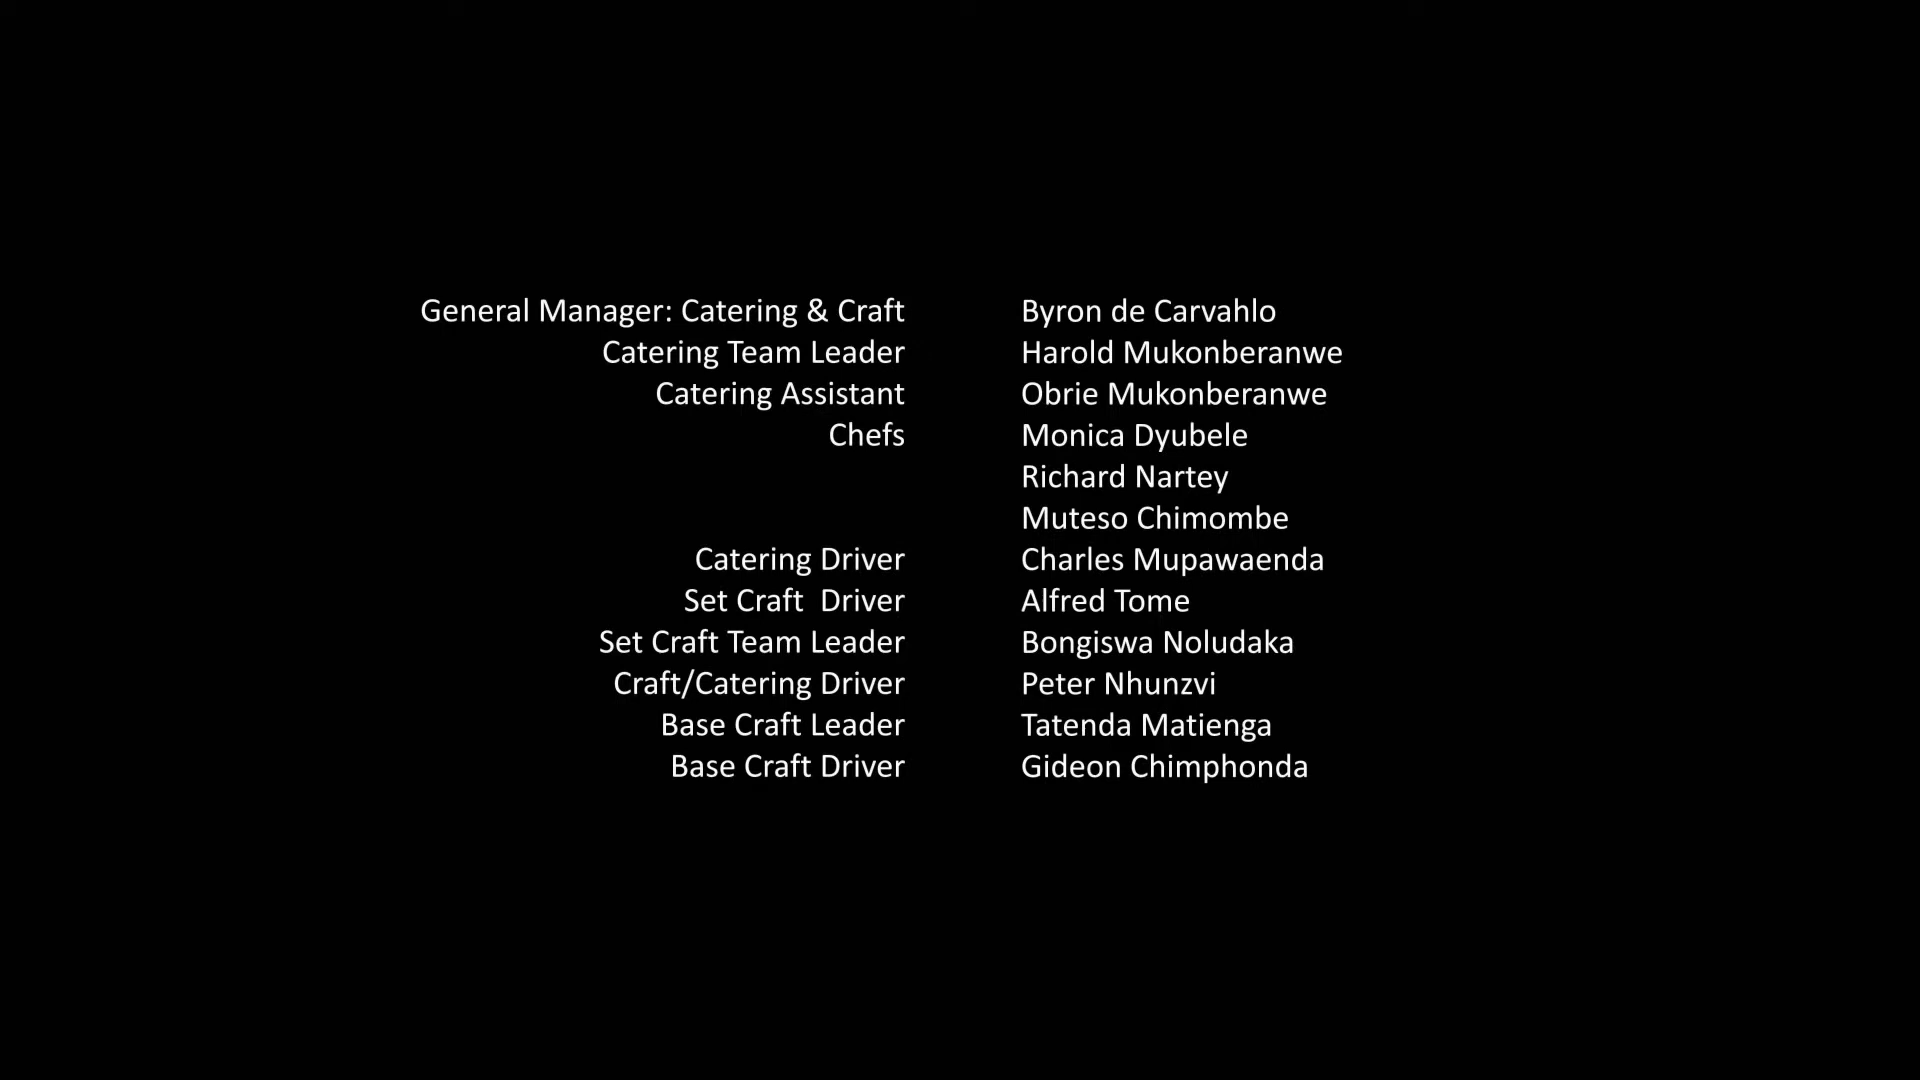 General Manager: Catering & Craft Byron de Carvahlo
Catering Team Leader Harold Mukonberanwe
Catering Assistant Obrie Mukonberanwe
Chefs Monica Dyubele
Richard Nartey
Muteso Chimombe
Catering Driver Charles Mupawaenda
Set Craft  Driver Alfred Tome
Set Craft Team Leader Bongiswa Noludaka
Craft/Catering Driver Peter Nhunzvi
Base Craft Leader Tatenda Matienga
Base Craft Driver Gideon Chimphonda